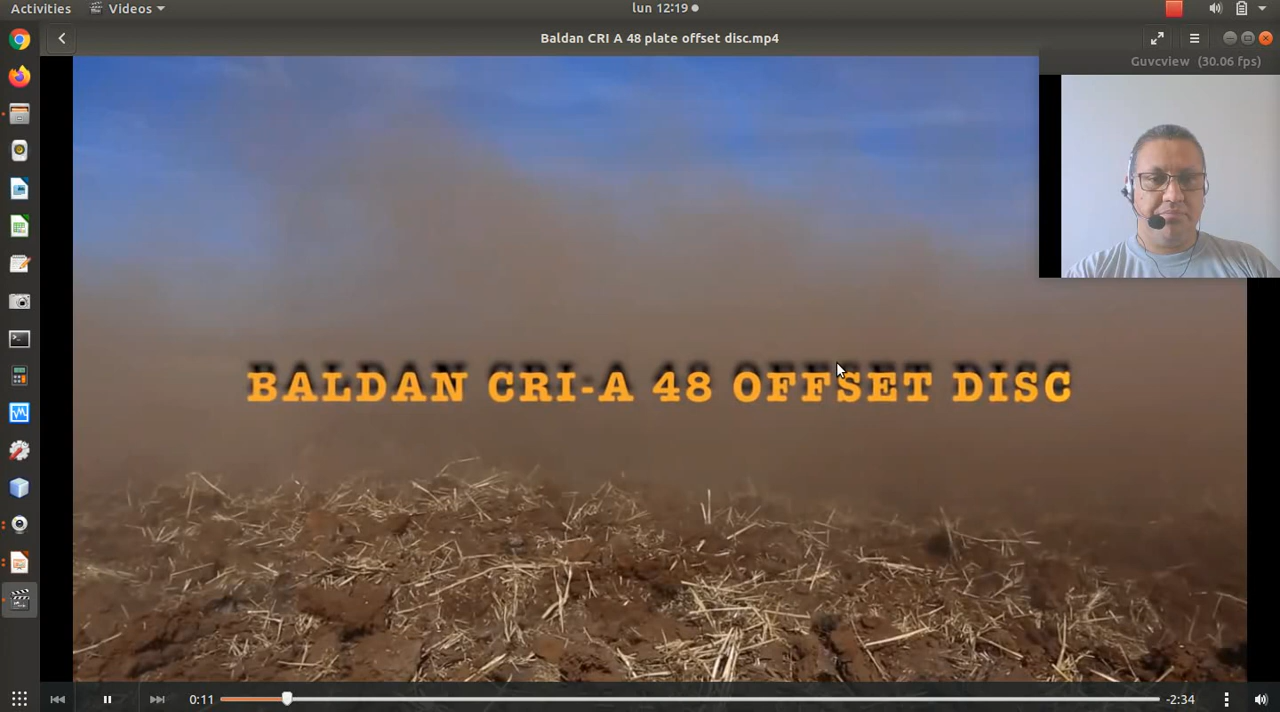 Activities Videos lun 12:19
Baldan CRI A 48 plate offset disc.mp4
Guvcview (30.06 fps)
BALDAN CRI-A 48 OFFSET DISC
0:11 -2:34